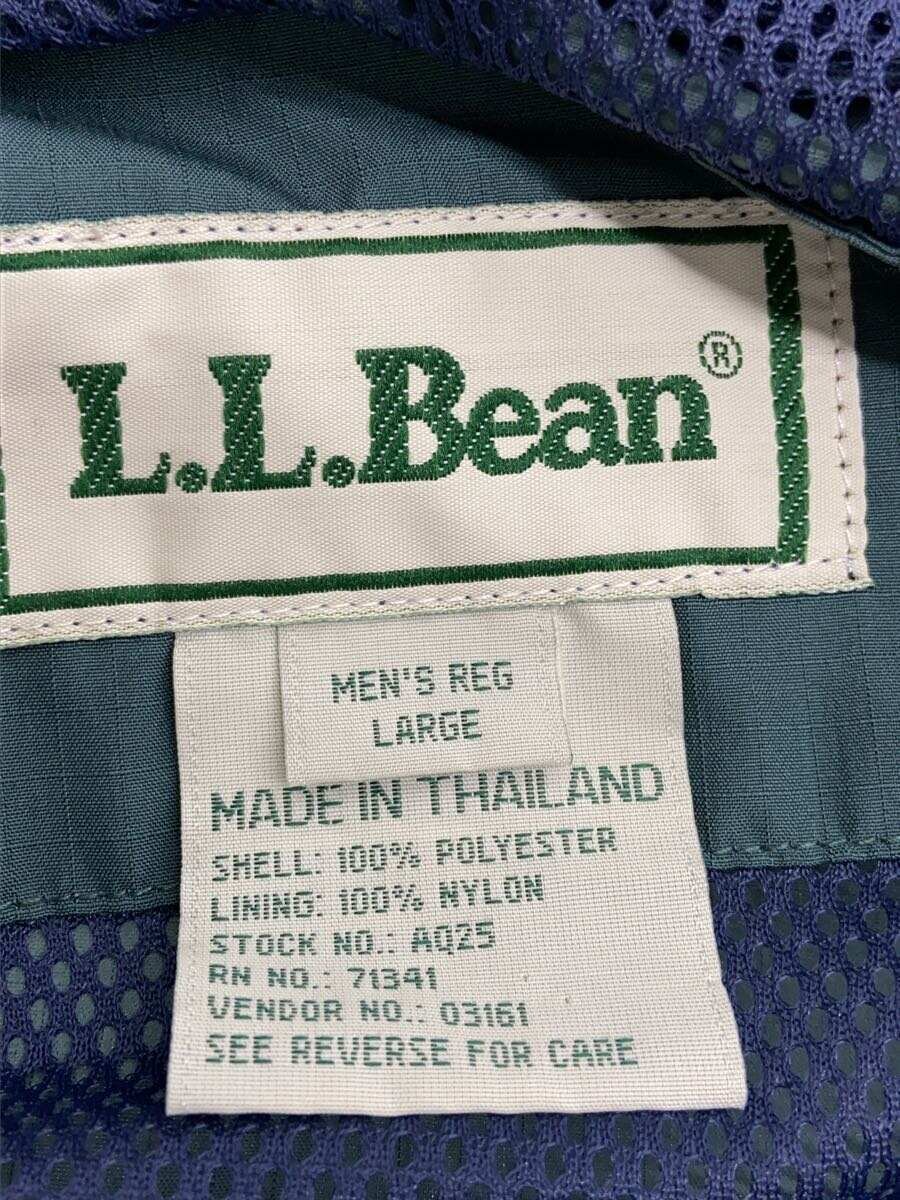 L.L.Bean®
MEN'S REG
LARGE
MADE IN THAILAND
SHELL: 100% POLYESTER
LINING: 100% NYLON
STOCK NO.: AQ25
RN NO.: 71341
VENDOR NO.: 03161
SEE REVERSE FOR CARE